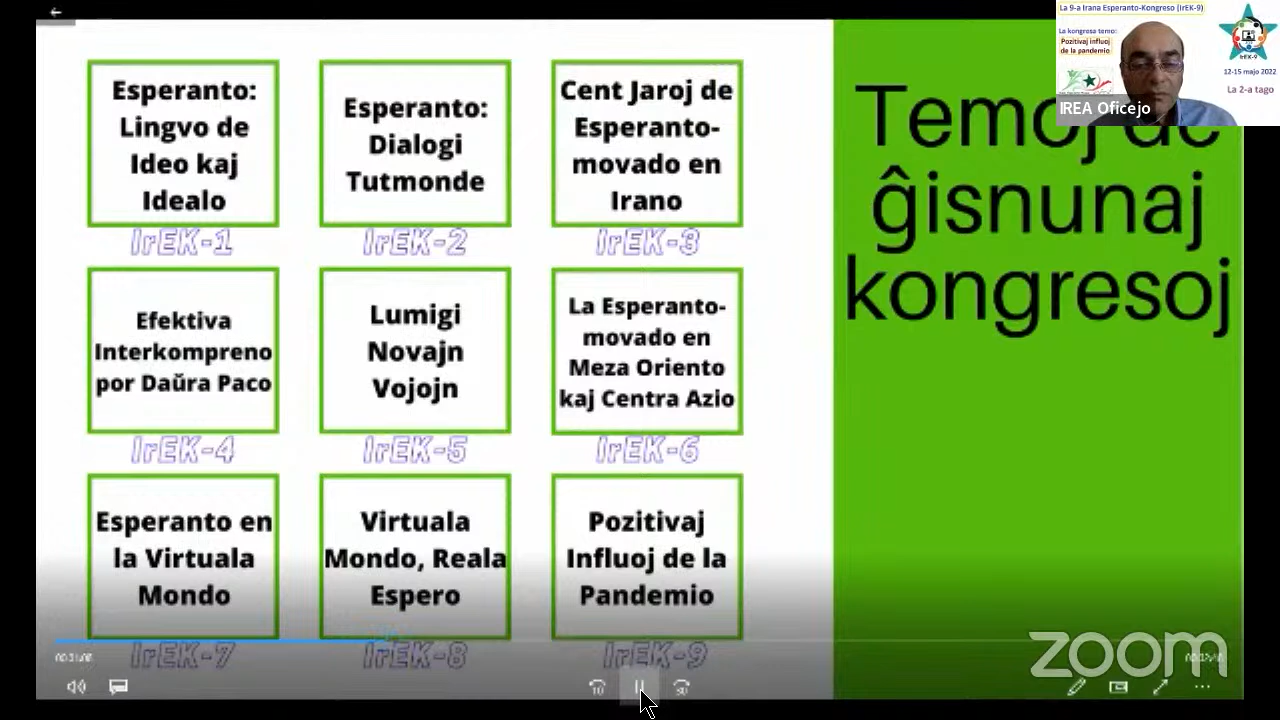 La 9-a Irana Esperanto-Kongreso (IrEK-9)
La kongresa temo:
Pozitivaj influoj
de la pandemio
IrEK-9
12-15 majo 2022
La 2-a tago
IREA Oficejo
Temoj de
ĝisnunaj
kongresoj
Esperanto:
Lingvo de
Ideo kaj
Idealo
IrEK-1
Esperanto:
Dialogi
Tutmonde
IrEK-2
Cent Jaroj de
Esperanto-
movado en
Irano
IrEK-3
Efektiva
Interkompreno
por Daŭra Paco
IrEK-4
Lumigi
Novajn
Vojojn
IrEK-5
La Esperanto-
movado en
Meza Oriento
kaj Centra Azio
IrEK-6
Esperanto en
la Virtuala
Mondo
IrEK-7
Virtuala
Mondo, Reala
Espero
IrEK-8
Pozitivaj
Influoj de la
Pandemio
IrEK-9
zoom
10
30